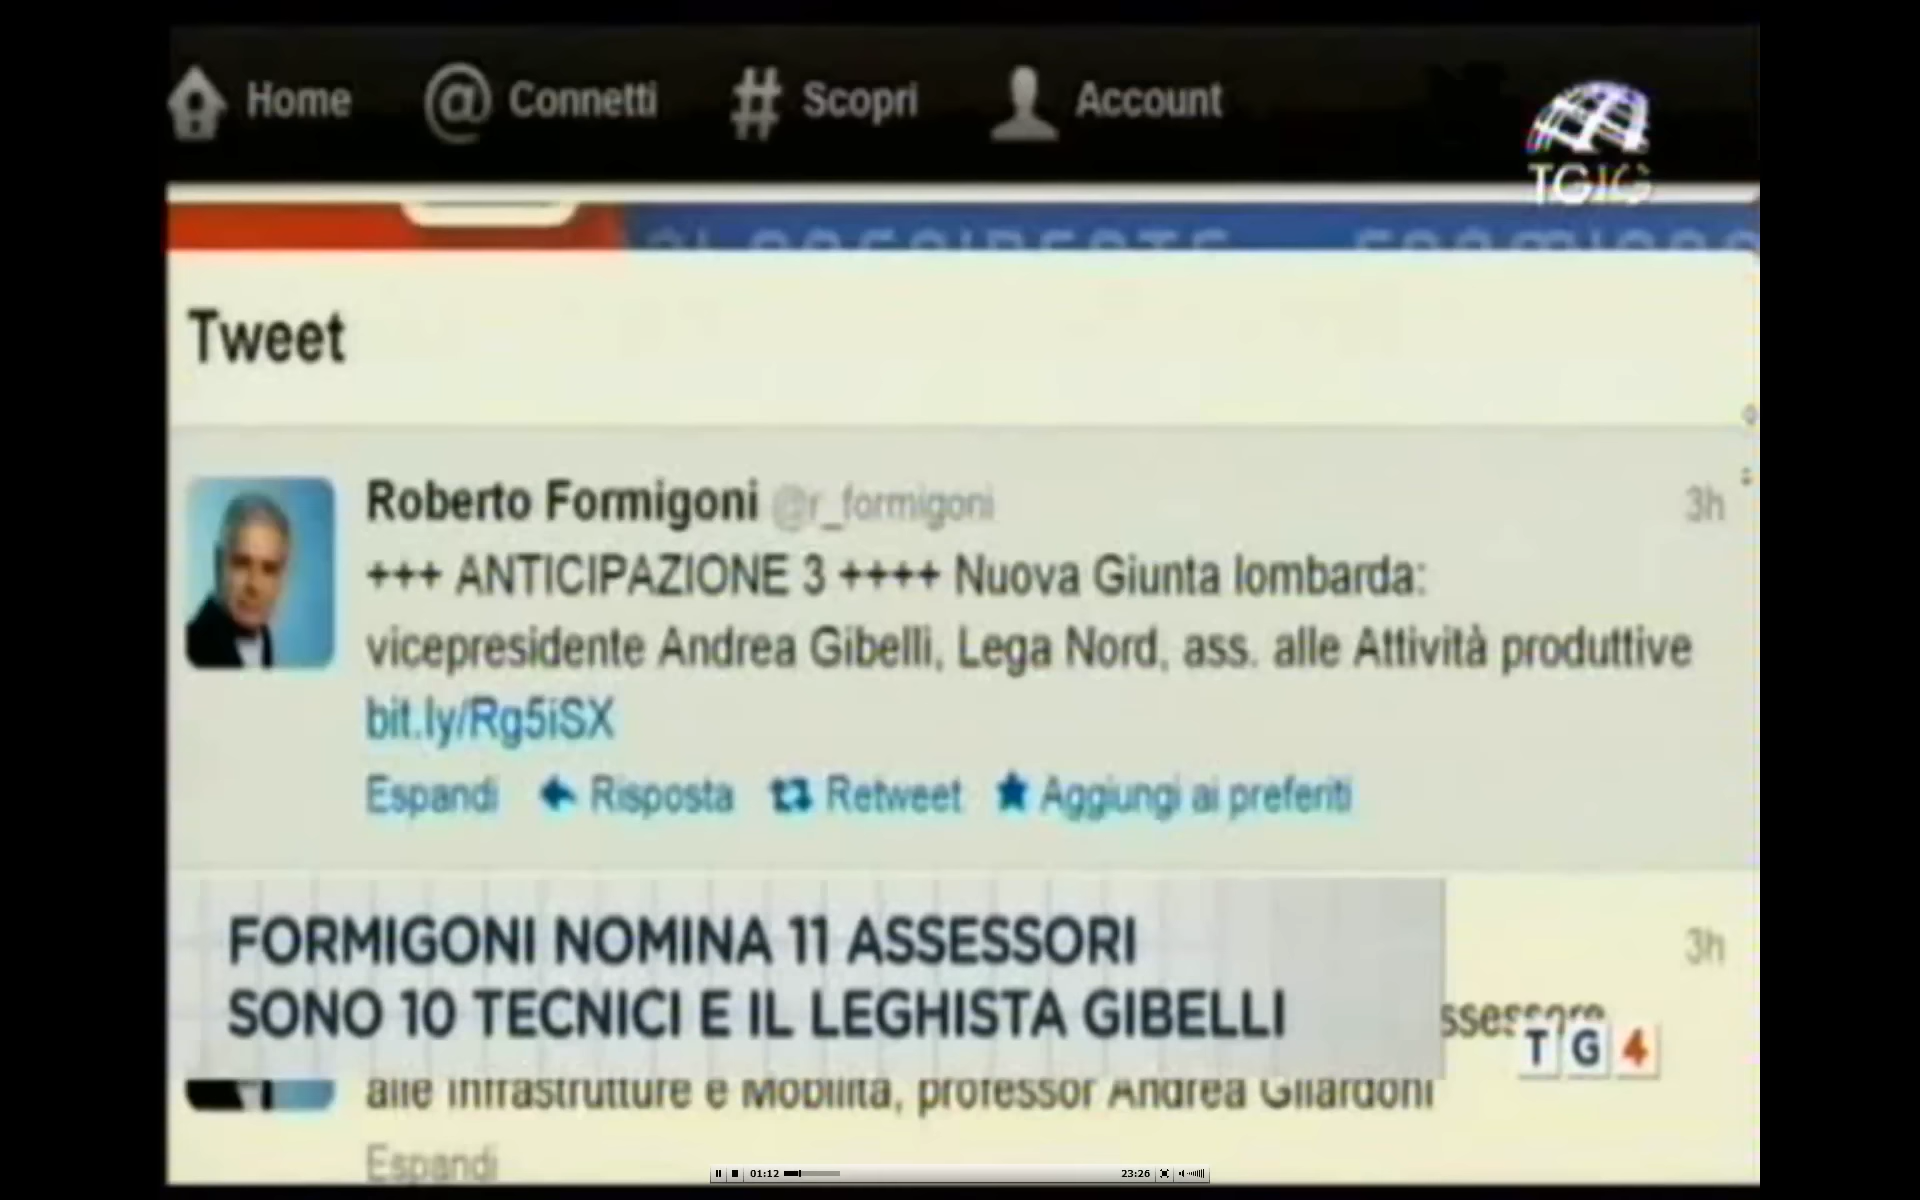 Home Connetti Scopri Account
Tweet
Roberto Formigoni @r_formigoni 3h
+++ ANTICIPAZIONE 3 ++++ Nuova Giunta lombarda:
vicepresidente Andrea Gibelli, Lega Nord, ass. alle Attività produttive
bit.ly/Rg5iSX
Espandi Risposta Retweet Aggiungi ai preferiti
FORMIGONI NOMINA 11 ASSESSORI
SONO 10 TECNICI E IL LEGHISTA GIBELLI
3h
TG4
alle Infrastrutture e Mobilità, professor Andrea Gilardoni
Espandi
01:12 23:26